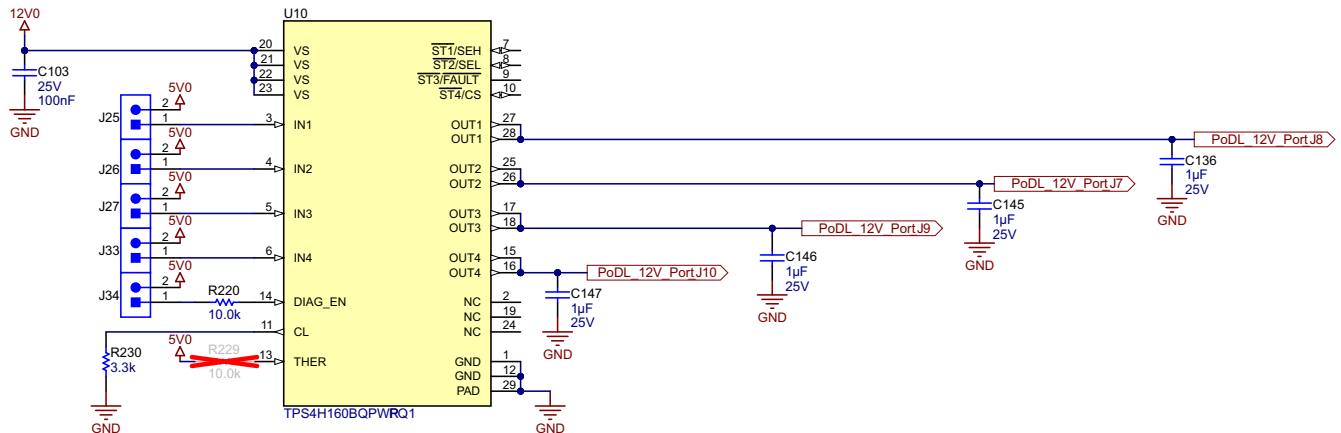 12V0
U10
C103
25V
100nF
GND
20 VS
21 VS
22 VS
23 VS
ST1/SEH 7
ST2/SEL 8
ST3/FAULT 9
ST4/CS 10
J25
2 5V0
1
3 IN1
OUT1 27
OUT1 28
PoDL_12V_PortJ8
C136
1µF
25V
GND
J26
2 5V0
1
4 IN2
OUT2 25
OUT2 26
PoDL_12V_PortJ7
C145
1µF
25V
GND
J27
2 5V0
1
5 IN3
OUT3 17
OUT3 18
PoDL_12V_PortJ9
C146
1µF
25V
GND
J33
2 5V0
1
6 IN4
OUT4 15
OUT4 16
PoDL_12V_PortJ10
C147
1µF
25V
GND
J34
2 5V0
1
R220
10.0k
14 DIAG_EN
NC 2
NC 19
NC 24
11 CL
R230
3.3k
GND
5V0
R229
10.0k
13 THER
GND 1
GND 12
PAD 29
GND
TPS4H160BQPWRQ1